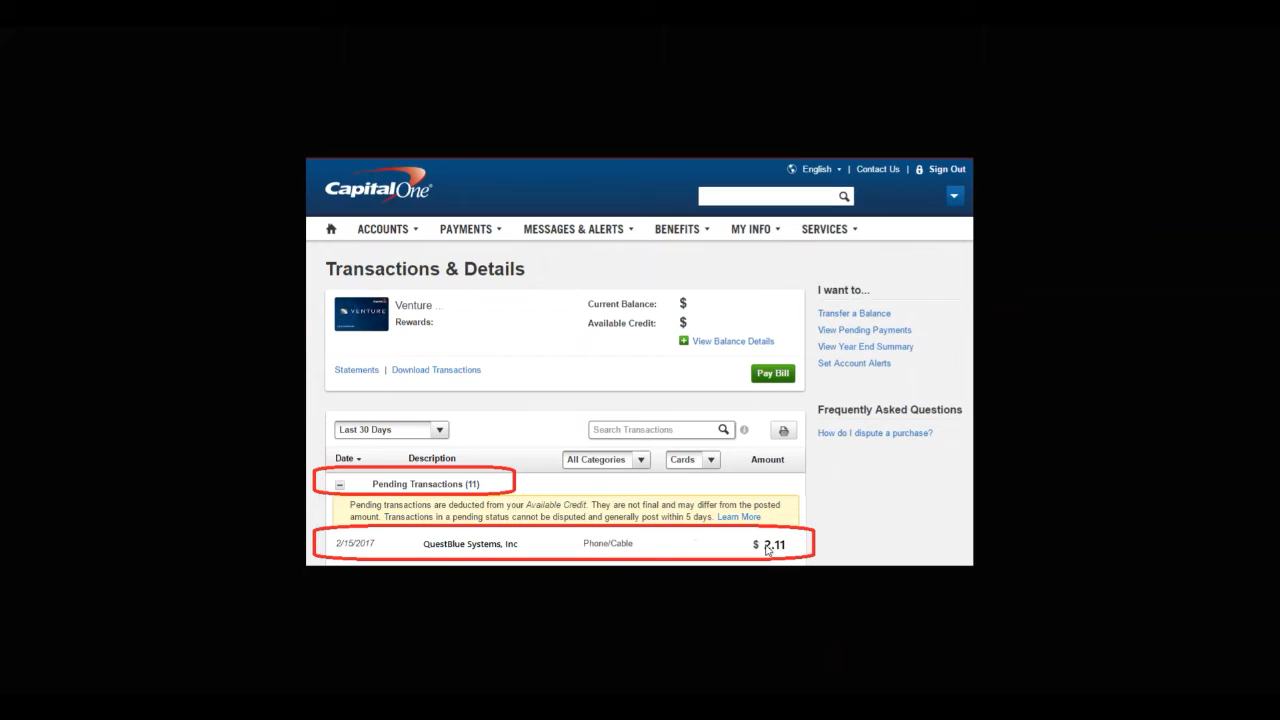 English | Contact Us | Sign Out
CapitalOne
ACCOUNTS PAYMENTS MESSAGES & ALERTS BENEFITS MY INFO SERVICES
Transactions & Details
I want to...
Transfer a Balance
View Pending Payments
View Year End Summary
Set Account Alerts
VENTURE
Venture ...
Rewards:
Current Balance: $
Available Credit: $
View Balance Details
Statements | Download Transactions
Pay Bill
Frequently Asked Questions
How do I dispute a purchase?
Last 30 Days
Search Transactions
Date Description All Categories Cards Amount
Pending Transactions (11)
Pending transactions are deducted from your Available Credit. They are not final and may differ from the posted
amount. Transactions in a pending status cannot be disputed and generally post within 5 days. Learn More
2/15/2017 QuestBlue Systems, Inc Phone/Cable $ 2.11